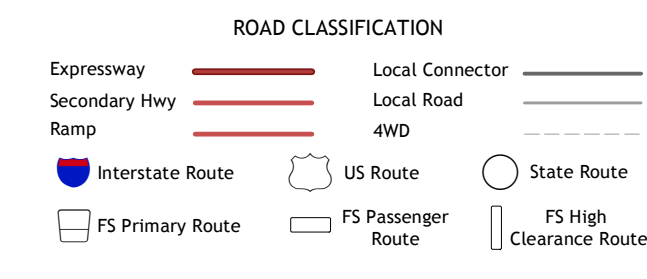 ROAD CLASSIFICATION
Expressway
Local Connector
Secondary Hwy
Local Road
Ramp
4WD
Interstate Route
US Route
State Route
FS Primary Route
FS Passenger
Route
FS High
Clearance Route